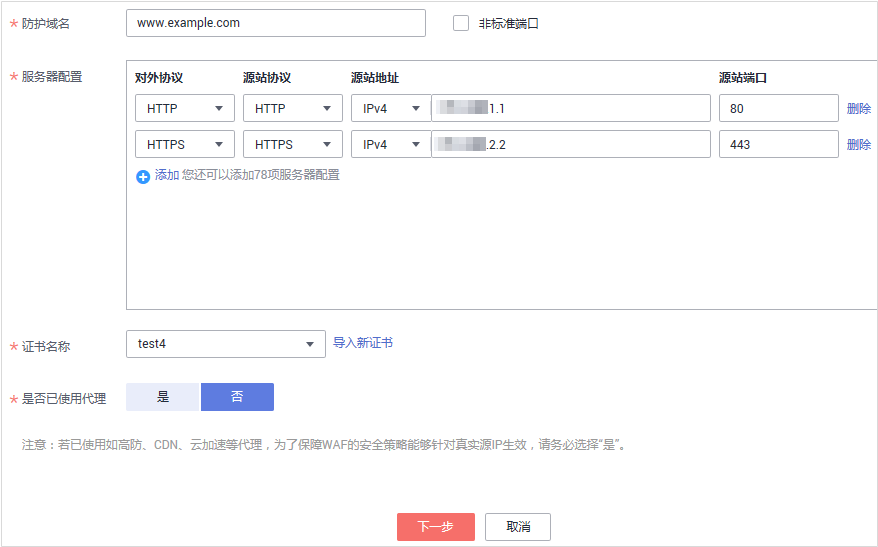 * 防护域名 www.example.com 非标准端口
* 服务器配置 对外协议 源站协议 源站地址 源站端口
HTTP HTTP IPv4 1.1 80 删除
HTTPS HTTPS IPv4 .2.2 443 删除
添加 您还可以添加78项服务器配置
* 证书名称 test4 导入新证书
* 是否已使用代理 是 否
注意：若已使用如高防、CDN、云加速等代理，为了保障WAF的安全策略能够针对真实源IP生效，请务必选择“是”。
下一步 取消